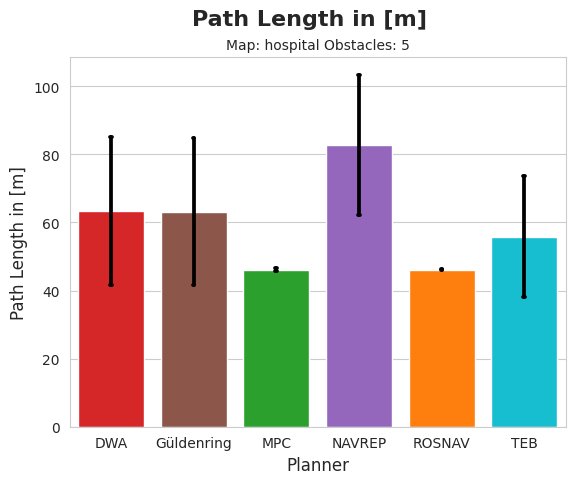 Path Length in [m]
Map: hospital Obstacles: 5
Path Length in [m]
100
80
60
40
20
0
DWA Güldenring MPC NAVREP ROSNAV TEB
Planner